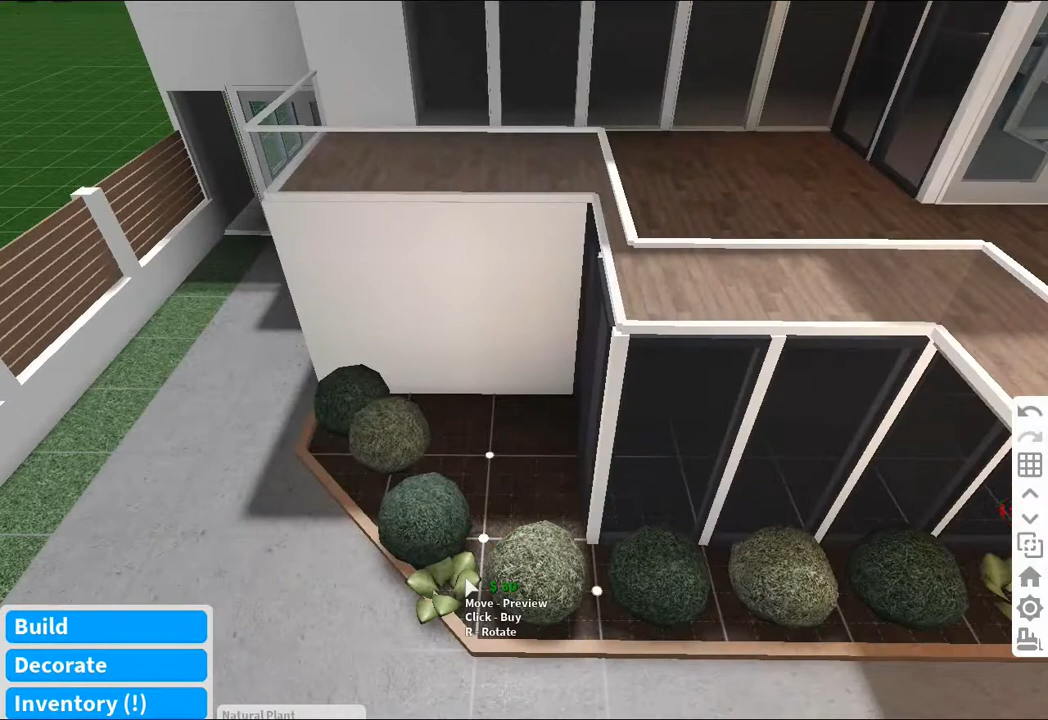 Move - Preview
Click - Buy
R - Rotate
Build
Decorate
Inventory (!)
Natural Plant